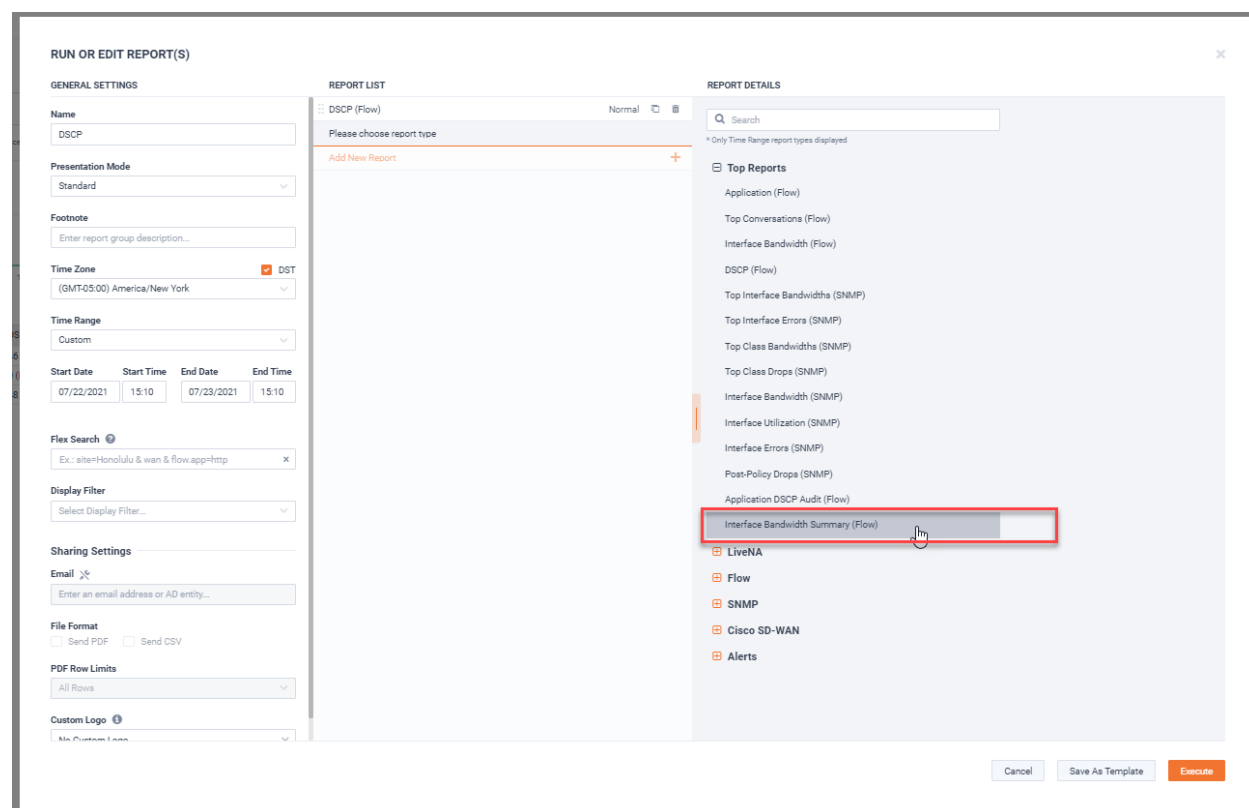 RUN OR EDIT REPORT(S)
GENERAL SETTINGS
Name
DSCP
Presentation Mode
Standard
Footnote
Enter report group description...
Time Zone
DST
(GMT-05:00) America/New York
Time Range
Custom
Start Date Start Time End Date End Time
07/22/2021 15:10 07/23/2021 15:10
Flex Search
Ex.: site=Honolulu & wan & flow.app=http
Display Filter
Select Display Filter...
Sharing Settings
Email
Enter an email address or AD entity...
File Format
Send PDF Send CSV
PDF Row Limits
All Rows
Custom Logo
No Custom Logo
REPORT LIST
DSCP (Flow) Normal
Please choose report type
Add New Report +
REPORT DETAILS
Search
* Only Time Range report types displayed
Top Reports
Application (Flow)
Top Conversations (Flow)
Interface Bandwidth (Flow)
DSCP (Flow)
Top Interface Bandwidths (SNMP)
Top Interface Errors (SNMP)
Top Class Bandwidths (SNMP)
Top Class Drops (SNMP)
Interface Bandwidth (SNMP)
Interface Utilization (SNMP)
Interface Errors (SNMP)
Post-Policy Drops (SNMP)
Application DSCP Audit (Flow)
Interface Bandwidth Summary (Flow)
LiveNA
Flow
SNMP
Cisco SD-WAN
Alerts
Cancel Save As Template Execute